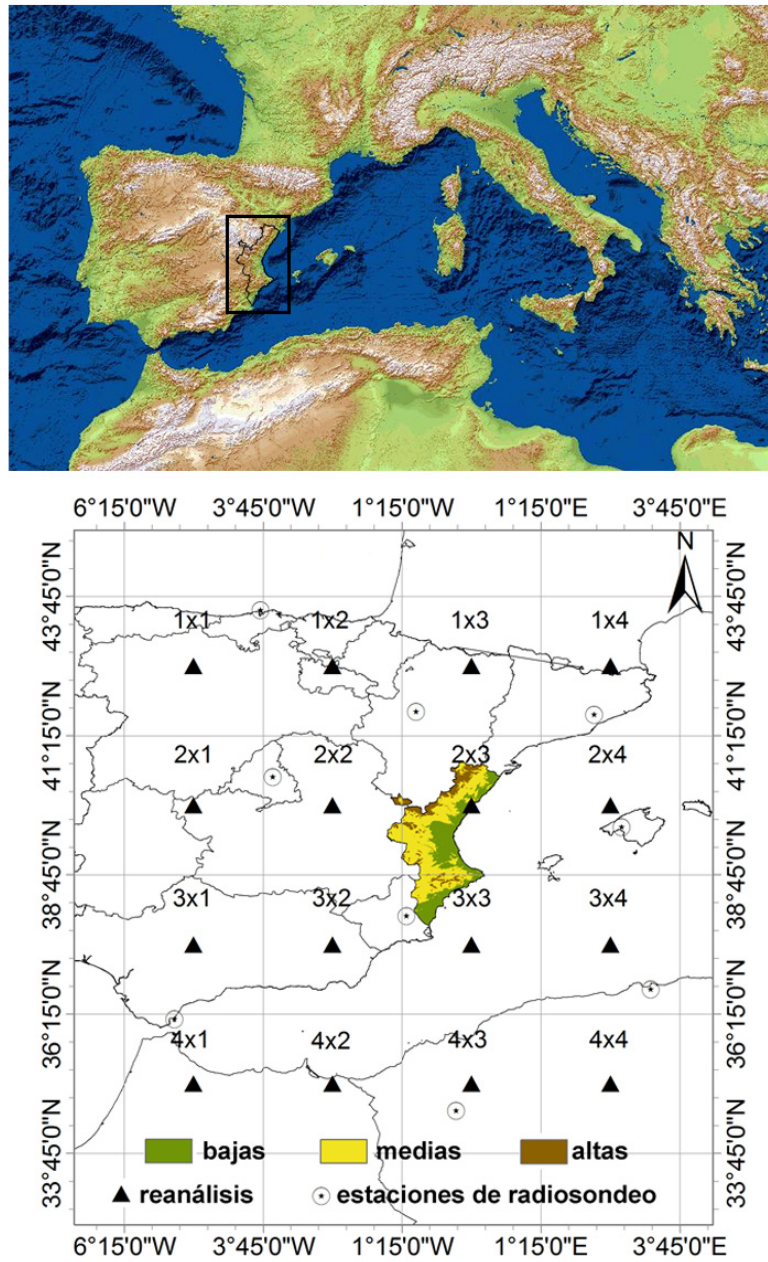 6°15'0"W 3°45'0"W 1°15'0"W 1°15'0"E 3°45'0"E
N
43°45'0"N 43°45'0"N
1x1 1x2 1x3 1x4
41°15'0"N 41°15'0"N
2x1 2x2 2x3 2x4
38°45'0"N 38°45'0"N
3x1 3x2 3x3 3x4
36°15'0"N 36°15'0"N
4x1 4x2 4x3 4x4
33°45'0"N 33°45'0"N
bajas medias altas
reanálisis estaciones de radiosondeo
6°15'0"W 3°45'0"W 1°15'0"W 1°15'0"E 3°45'0"E